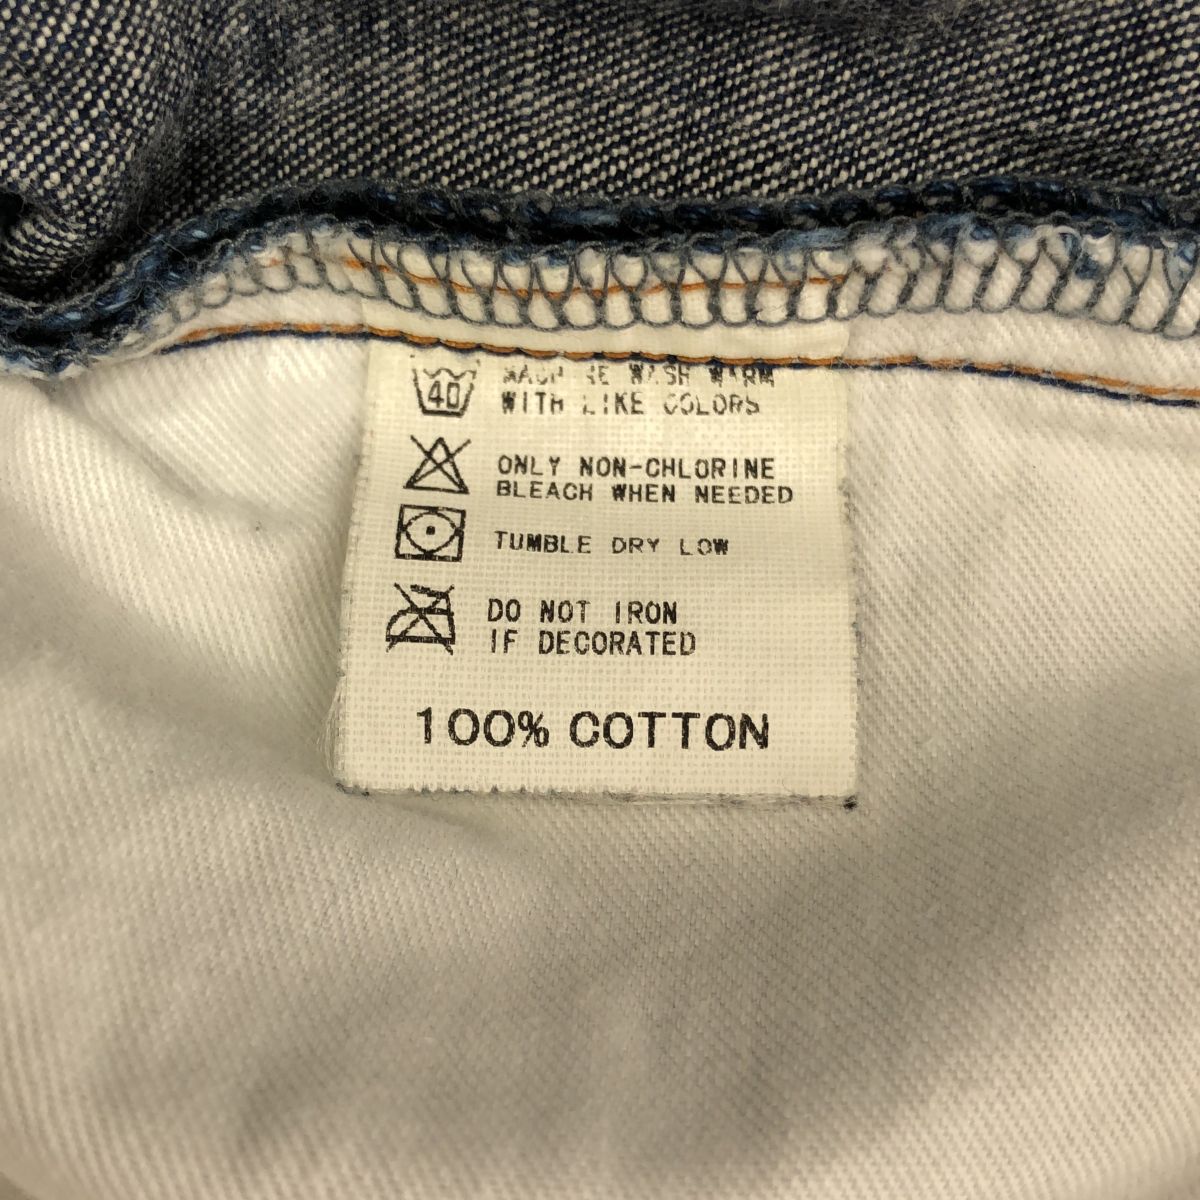 40 MACHINE WASH WARM
WITH LIKE COLORS
ONLY NON-CHLORINE
BLEACH WHEN NEEDED
TUMBLE DRY LOW
DO NOT IRON
IF DECORATED
100% COTTON